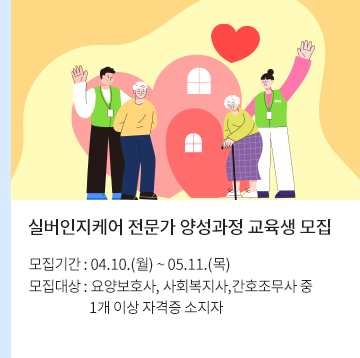 실버인지케어 전문가 양성과정 교육생 모집
모집기간 : 04.10.(월) ~ 05.11.(목)
모집대상 : 요양보호사, 사회복지사,간호조무사 중
1개 이상 자격증 소지자